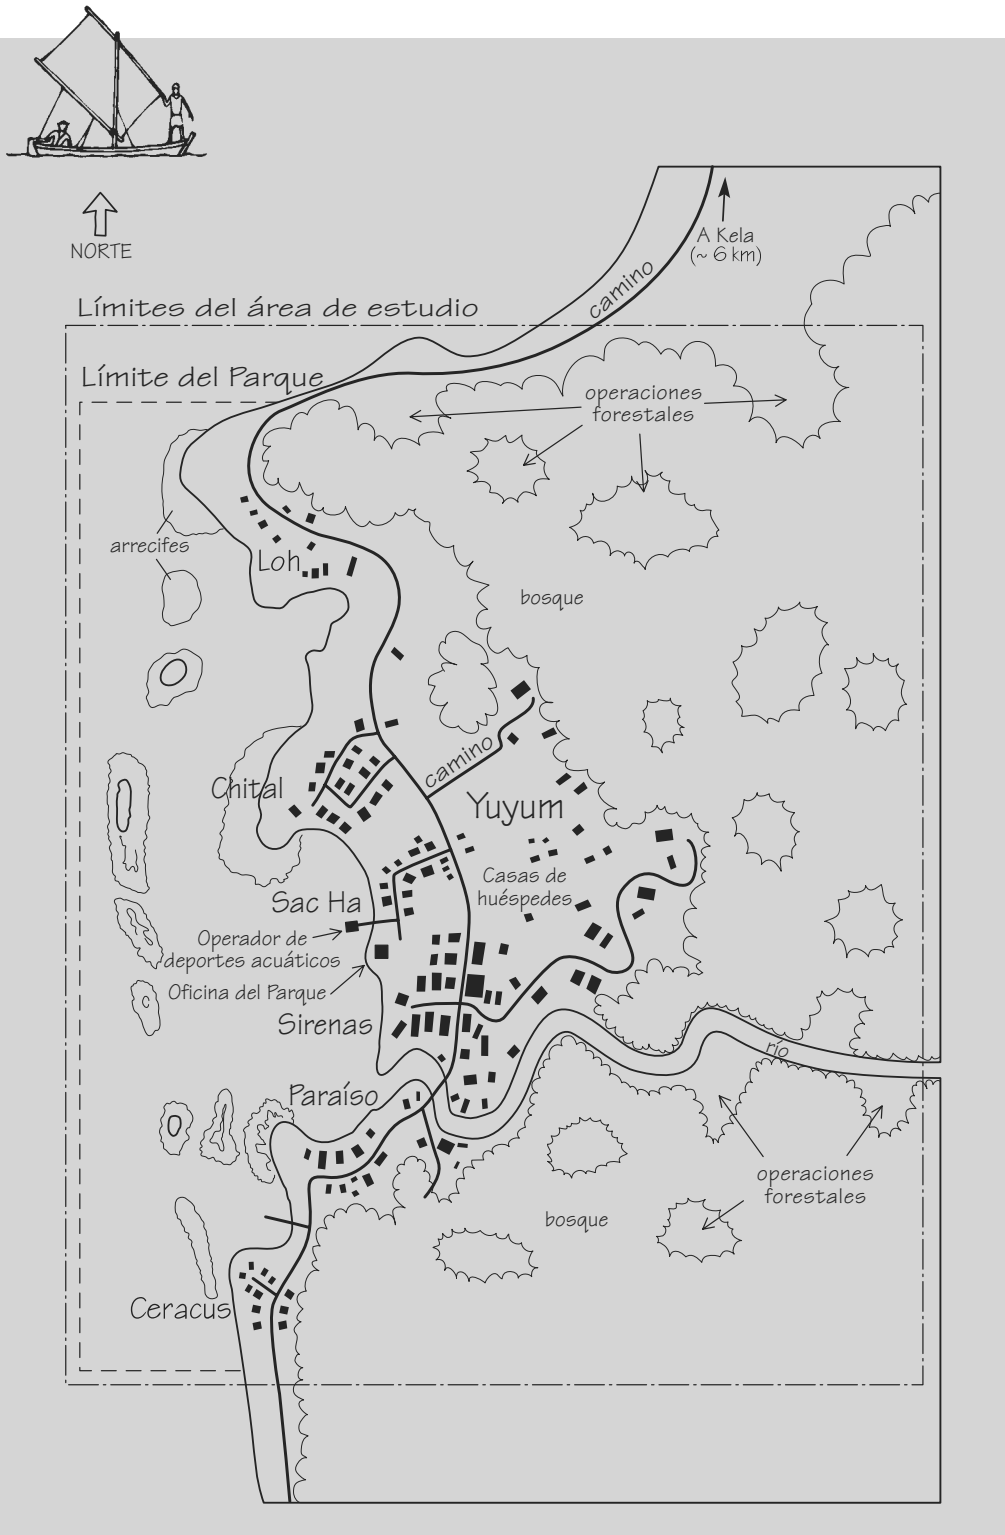 NORTE
A Kela
(~ 6 km)
camino
Límites del área de estudio
Límite del Parque
operaciones
forestales
arrecifes
Loh
bosque
camino
Chital
Yuyum
Casas de
huéspedes
Sac Ha
Operador de
deportes acuáticos
Oficina del Parque
Sirenas
río
Paraíso
operaciones
forestales
bosque
Ceracus